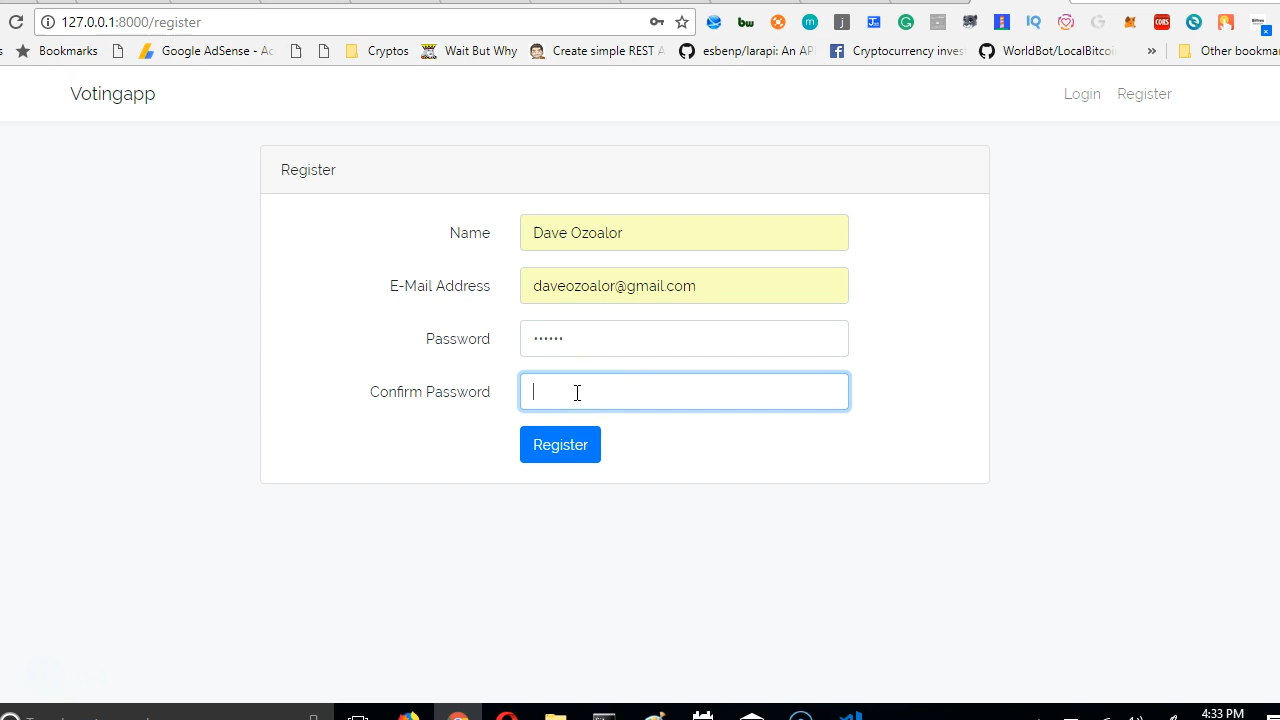 127.0.0.1:8000/register
Bookmarks Google AdSense - Ac Cryptos Wait But Why Create simple REST A esbenp/larapi: An API Cryptocurrency inves WorldBot/LocalBitcoi » Other bookma
Votingapp Login Register
Register
Name Dave Ozoalor
E-Mail Address daveozoalor@gmail.com
Password ••••••
Confirm Password
Register
4:33 PM